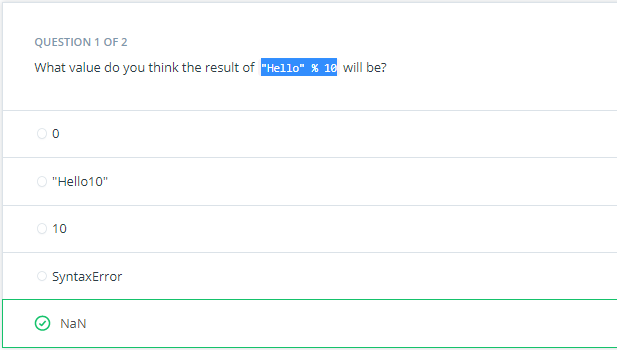 QUESTION 1 OF 2
What value do you think the result of "Hello" % 10 will be?
0
"Hello10"
10
SyntaxError
NaN